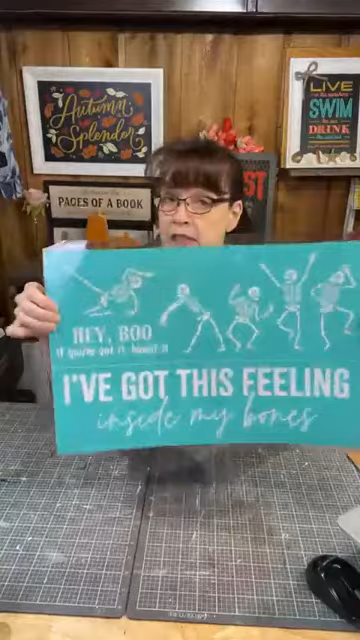 Autumn
Splendor
LIVE
SWIM
DRINK
PAGES OF A BOOK
HEY, BOO
If you've got it, haunt it
I'VE GOT THIS FEELING
inside my bones